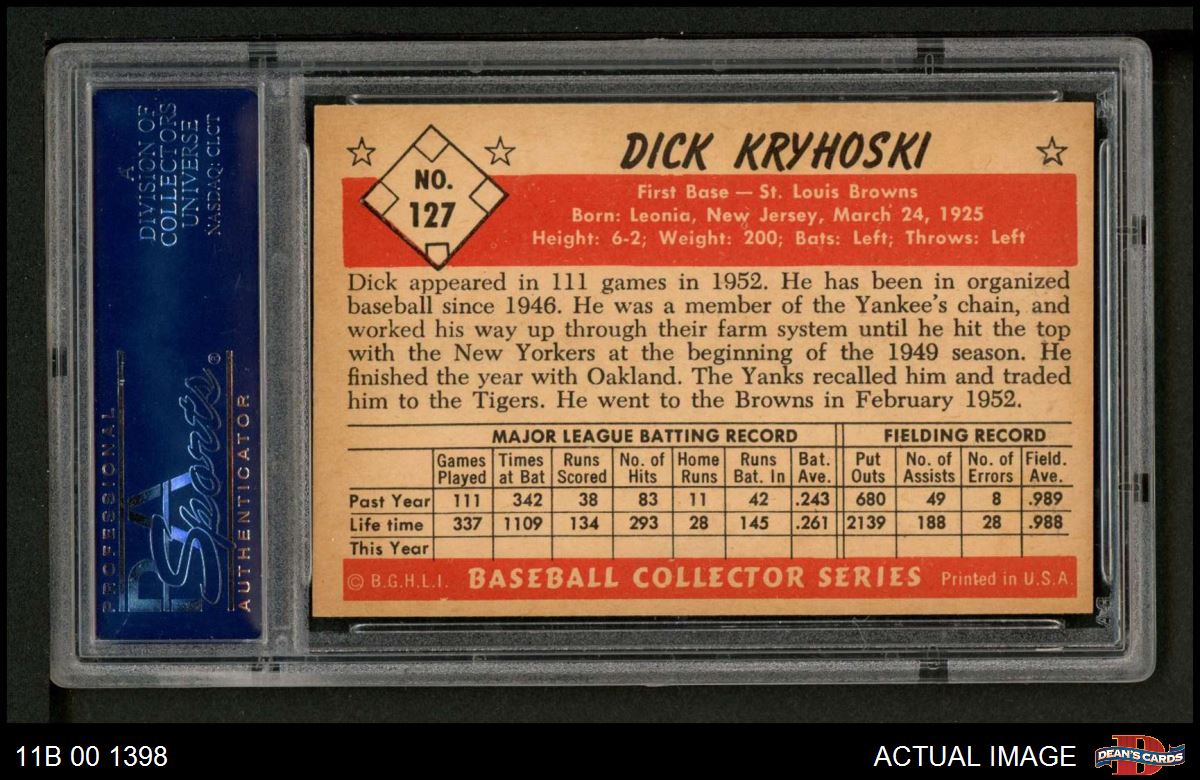 A
DIVISION OF
COLLECTORS
UNIVERSE
NASDAQ: CLCT
PROFESSIONAL
PSA
Sports®
AUTHENTICATOR
DICK KRYHOSKI
NO.
127
First Base — St. Louis Browns
Born: Leonia, New Jersey, March 24, 1925
Height: 6-2; Weight: 200; Bats: Left; Throws: Left
Dick appeared in 111 games in 1952. He has been in organized
baseball since 1946. He was a member of the Yankee's chain, and
worked his way up through their farm system until he hit the top
with the New Yorkers at the beginning of the 1949 season. He
finished the year with Oakland. The Yanks recalled him and traded
him to the Tigers. He went to the Browns in February 1952.
MAJOR LEAGUE BATTING RECORD FIELDING RECORD
Games Times Runs No. of Home Runs Bat. Put No. of No. of Field.
Played at Bat Scored Hits Runs Bat. In Ave. Outs Assists Errors Ave.
Past Year 111 342 38 83 11 42 .243 680 49 8 .989
Life time 337 1109 134 293 28 145 .261 2139 188 28 .988
This Year
© B.G.H.L.I. BASEBALL COLLECTOR SERIES Printed in U.S.A.
11B 00 1398
ACTUAL IMAGE
DEAN'S CARDS